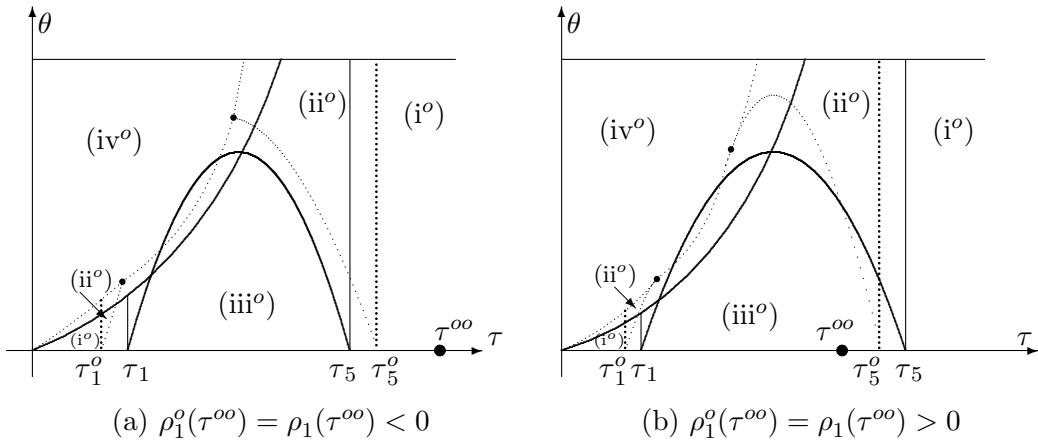 θ
(ii^o)
(i^o)
(iv^o)
(ii^o)
(iii^o)
(i^o)
τ^{oo}
τ
τ_1^o
τ_1
τ_5
τ_5^o
(a) ρ_1^o(τ^{oo}) = ρ_1(τ^{oo}) < 0
θ
(ii^o)
(i^o)
(iv^o)
(ii^o)
(iii^o)
(i^o)
τ^{oo}
τ
τ_1^o
τ_1
τ_5^o
τ_5
(b) ρ_1^o(τ^{oo}) = ρ_1(τ^{oo}) > 0